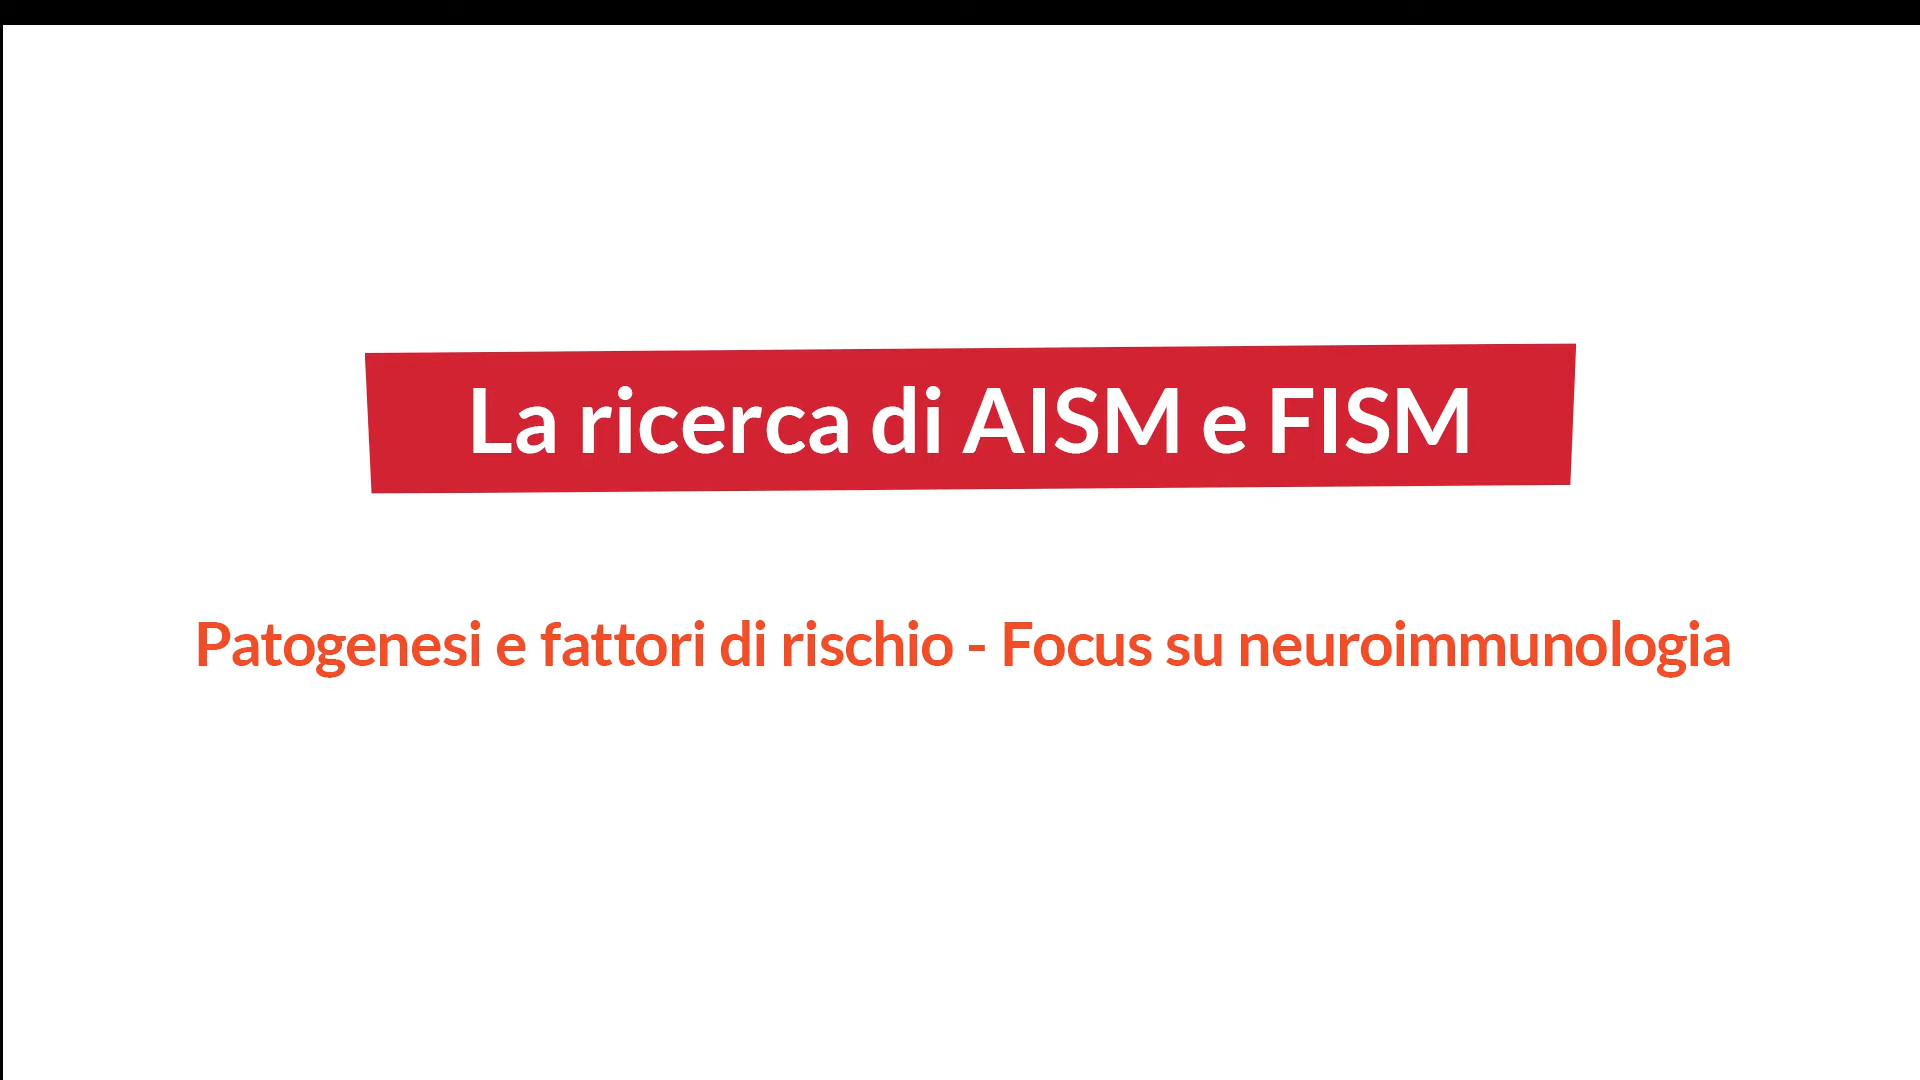 La ricerca di AISM e FISM
Patogenesi e fattori di rischio - Focus su neuroimmunologia